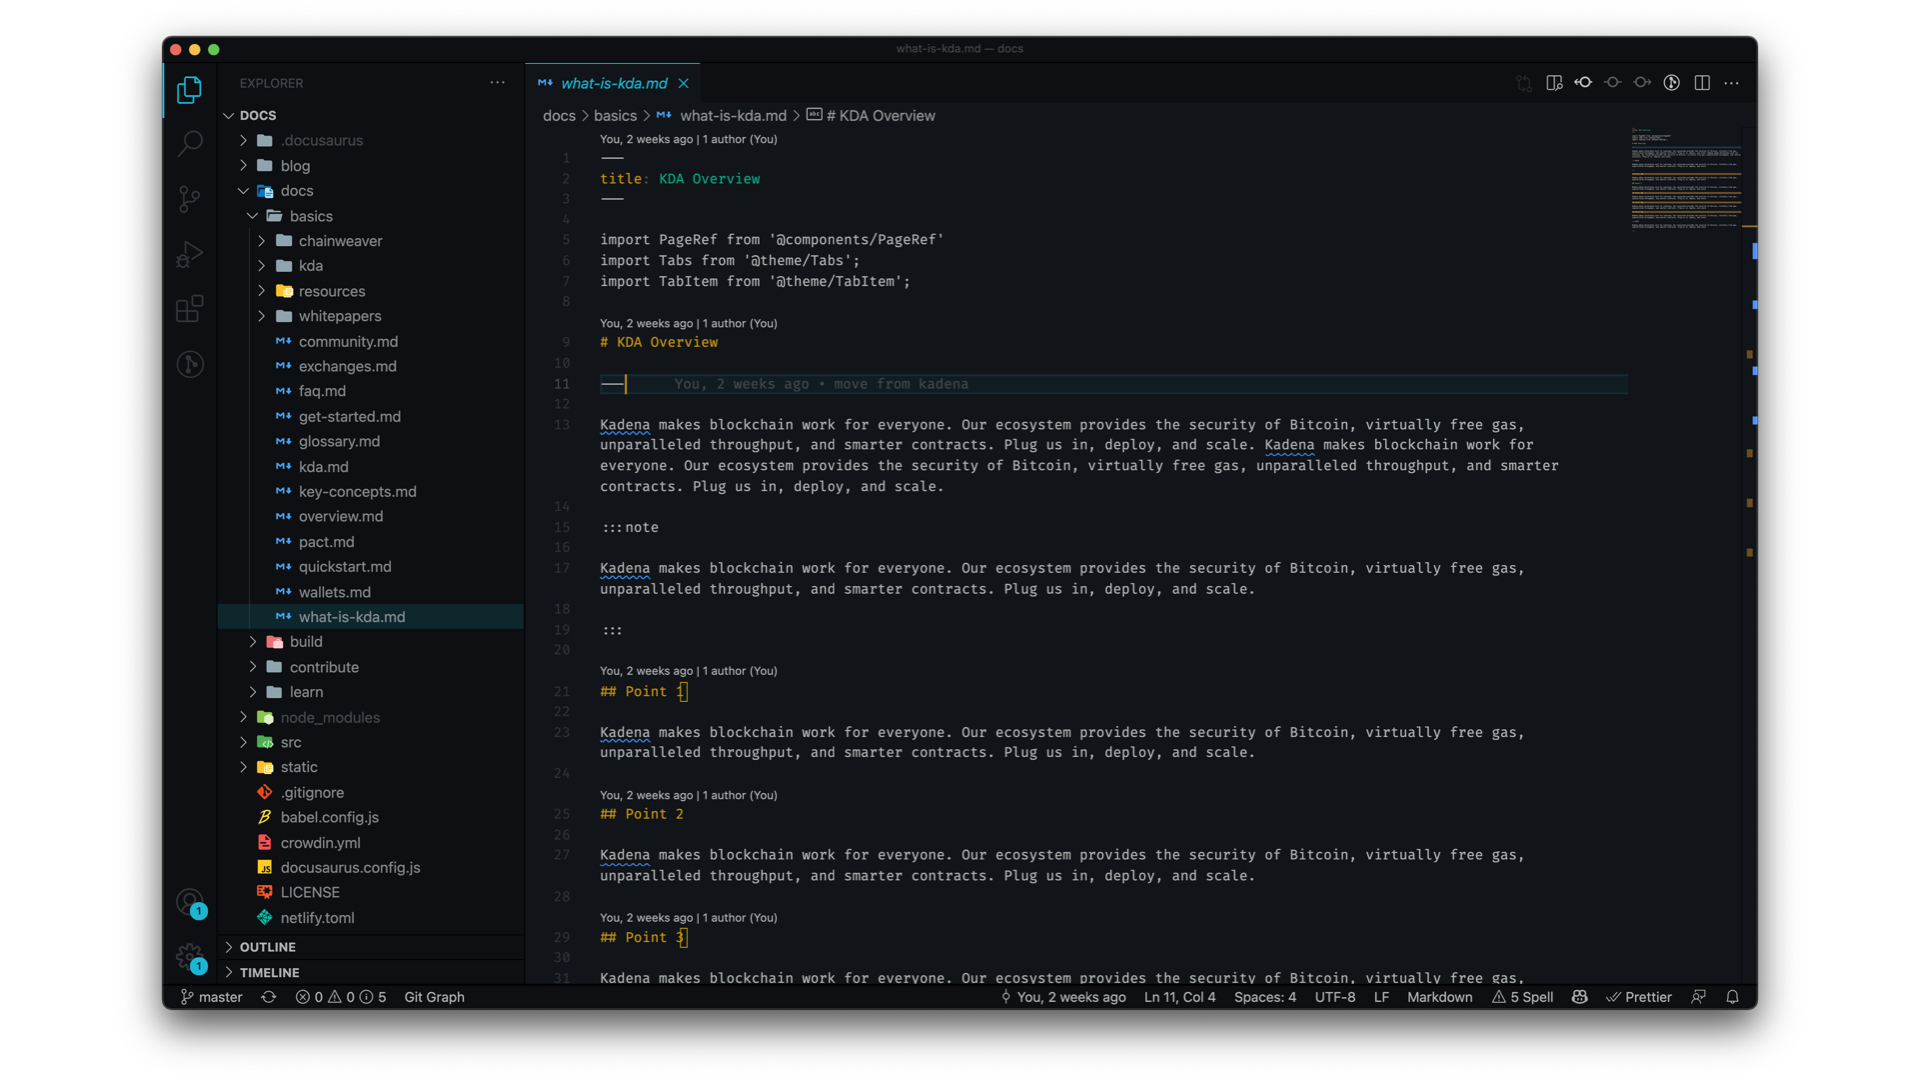 what-is-kda.md — docs
EXPLORER
DOCS
.docusaurus
blog
docs
basics
chainweaver
kda
resources
whitepapers
community.md
exchanges.md
faq.md
get-started.md
glossary.md
kda.md
key-concepts.md
overview.md
pact.md
quickstart.md
wallets.md
what-is-kda.md
build
contribute
learn
node_modules
src
static
.gitignore
babel.config.js
crowdin.yml
docusaurus.config.js
LICENSE
netlify.toml
OUTLINE
TIMELINE
1
1
what-is-kda.md
docs > basics > what-is-kda.md > # KDA Overview
You, 2 weeks ago | 1 author (You)
1 ---
2 title: KDA Overview
3 ---
4
5 import PageRef from '@components/PageRef'
6 import Tabs from '@theme/Tabs';
7 import TabItem from '@theme/TabItem';
8
You, 2 weeks ago | 1 author (You)
9 # KDA Overview
10
11 --- You, 2 weeks ago • move from kadena
12
13 Kadena makes blockchain work for everyone. Our ecosystem provides the security of Bitcoin, virtually free gas,
unparalleled throughput, and smarter contracts. Plug us in, deploy, and scale. Kadena makes blockchain work for
everyone. Our ecosystem provides the security of Bitcoin, virtually free gas, unparalleled throughput, and smarter
contracts. Plug us in, deploy, and scale.
14
15 :::note
16
17 Kadena makes blockchain work for everyone. Our ecosystem provides the security of Bitcoin, virtually free gas,
unparalleled throughput, and smarter contracts. Plug us in, deploy, and scale.
18
19 :::
20
You, 2 weeks ago | 1 author (You)
21 ## Point 1
22
23 Kadena makes blockchain work for everyone. Our ecosystem provides the security of Bitcoin, virtually free gas,
unparalleled throughput, and smarter contracts. Plug us in, deploy, and scale.
24
You, 2 weeks ago | 1 author (You)
25 ## Point 2
26
27 Kadena makes blockchain work for everyone. Our ecosystem provides the security of Bitcoin, virtually free gas,
unparalleled throughput, and smarter contracts. Plug us in, deploy, and scale.
28
You, 2 weeks ago | 1 author (You)
29 ## Point 3
30
31 Kadena makes blockchain work for everyone. Our ecosystem provides the security of Bitcoin, virtually free gas,
master 0 0 5 Git Graph You, 2 weeks ago Ln 11, Col 4 Spaces: 4 UTF-8 LF Markdown 5 Spell Prettier